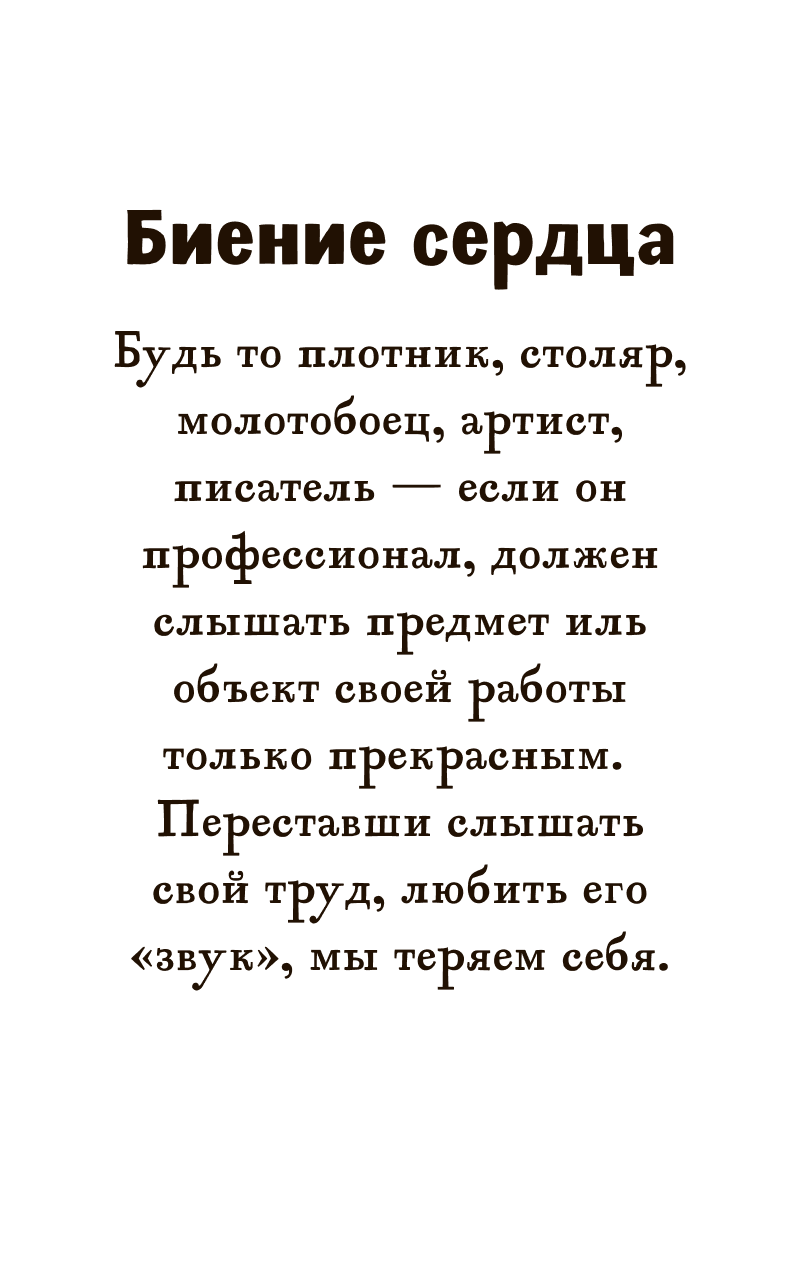 Биение сердца
Будь то плотник, столяр,
молотобоец, артист,
писатель — если он
профессионал, должен
слышать предмет иль
объект своей работы
только прекрасным.
Переставши слышать
свой труд, любить его
«звук», мы теряем себя.